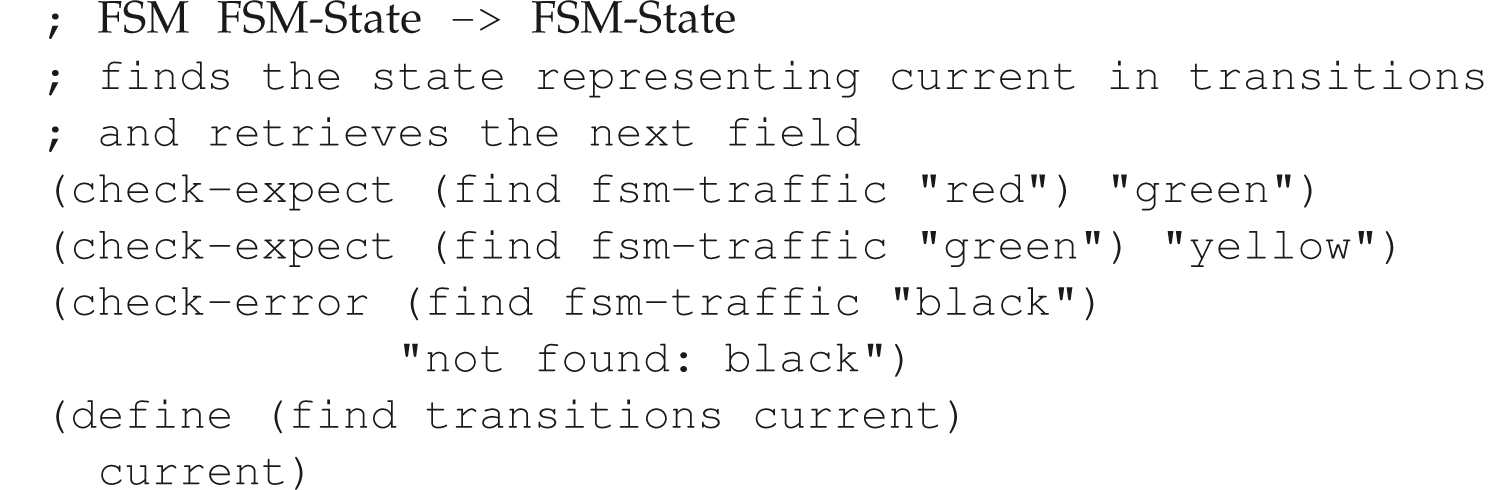 ; FSM FSM-State -> FSM-State
; finds the state representing current in transitions
; and retrieves the next field
(check-expect (find fsm-traffic "red") "green")
(check-expect (find fsm-traffic "green") "yellow")
(check-error (find fsm-traffic "black")
             "not found: black")
(define (find transitions current)
  current)